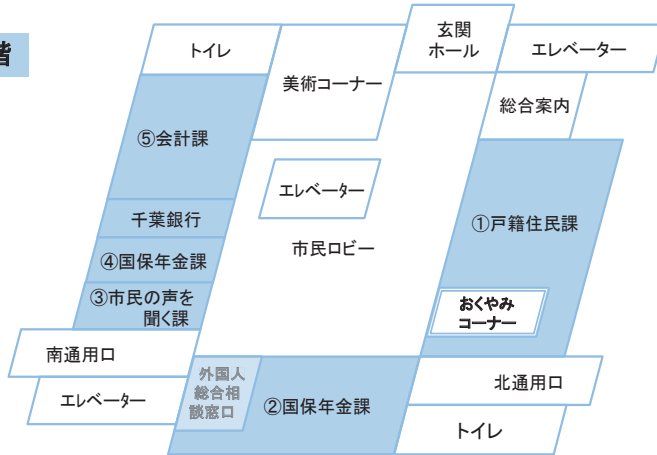 階
玄関
ホール
トイレ
エレベーター
美術コーナー
総合案内
⑤会計課
エレベーター
千葉銀行
①戸籍住民課
市民ロビー
④国保年金課
③市民の声を
聞く課
おくやみ
コーナー
南通用口
外国人
総合相
談窓口
北通用口
エレベーター
②国保年金課
トイレ